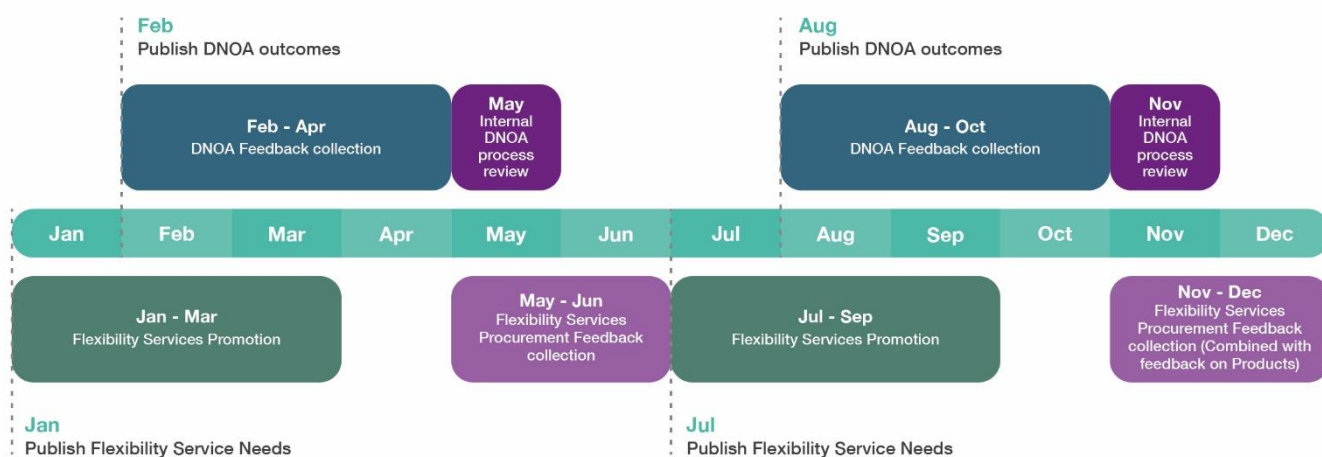 Feb
Publish DNOA outcomes
Aug
Publish DNOA outcomes
Feb - Apr
DNOA Feedback collection
May
Internal
DNOA
process
review
Aug - Oct
DNOA Feedback collection
Nov
Internal
DNOA
process
review
Jan Feb Mar Apr May Jun Jul Aug Sep Oct Nov Dec
Jan - Mar
Flexibility Services Promotion
May - Jun
Flexibility Services
Procurement Feedback
collection
Jul - Sep
Flexibility Services Promotion
Nov - Dec
Flexibility Services
Procurement Feedback
collection (Combined with
feedback on Products)
Jan
Publish Flexibility Service Needs
Jul
Publish Flexibility Service Needs